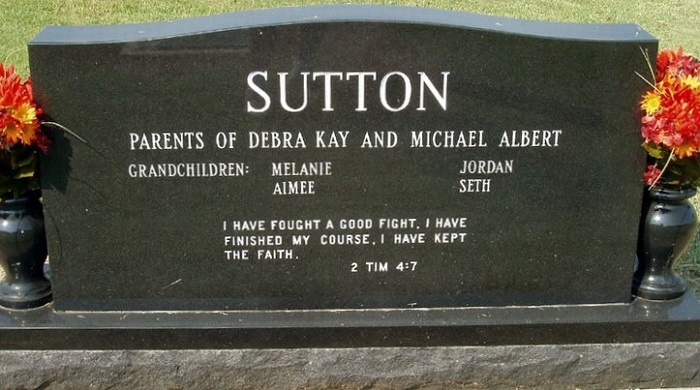 SUTTON
PARENTS OF DEBRA KAY AND MICHAEL ALBERT
GRANDCHILDREN: MELANIE JORDAN
AIMEE SETH
I HAVE FOUGHT A GOOD FIGHT, I HAVE
FINISHED MY COURSE, I HAVE KEPT
THE FAITH.
2 TIM 4:7